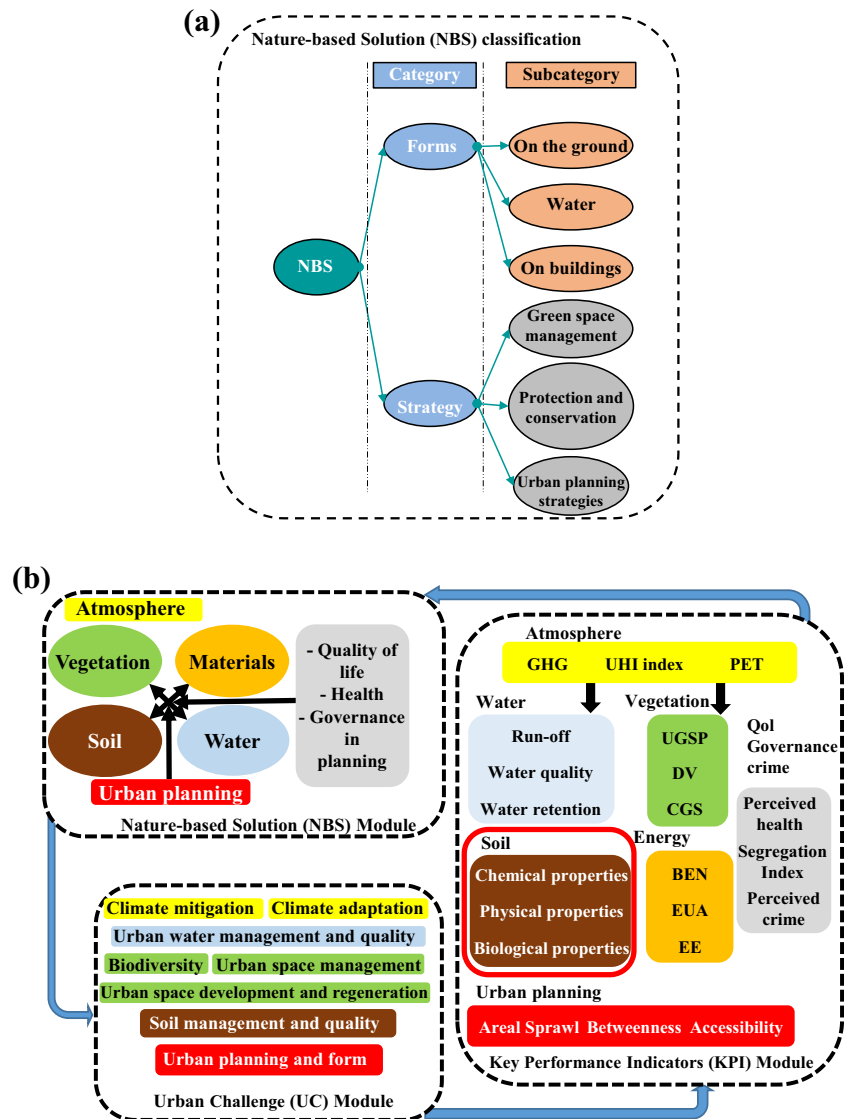 (a)
Nature-based Solution (NBS) classification
Category
Subcategory
Forms
On the ground
Water
On buildings
NBS
Green space
management
Strategy
Protection and
conservation
Urban planning
strategies
(b)
Atmosphere
Vegetation
Materials
Soil
Water
- Quality of
life
- Health
- Governance
in
planning
Urban planning
Nature-based Solution (NBS) Module
Climate mitigation
Climate adaptation
Urban water management and quality
Biodiversity
Urban space management
Urban space development and regeneration
Soil management and quality
Urban planning and form
Urban Challenge (UC) Module
Atmosphere
GHG
UHI index
PET
Water
Run-off
Water quality
Water retention
Vegetation
UGSP
DV
CGS
Qol
Governance
crime
Perceived
health
Segregation
Index
Perceived
crime
Soil
Chemical properties
Physical properties
Biological properties
Energy
BEN
EUA
EE
Urban planning
Areal Sprawl Betweenness Accessibility
Key Performance Indicators (KPI) Module